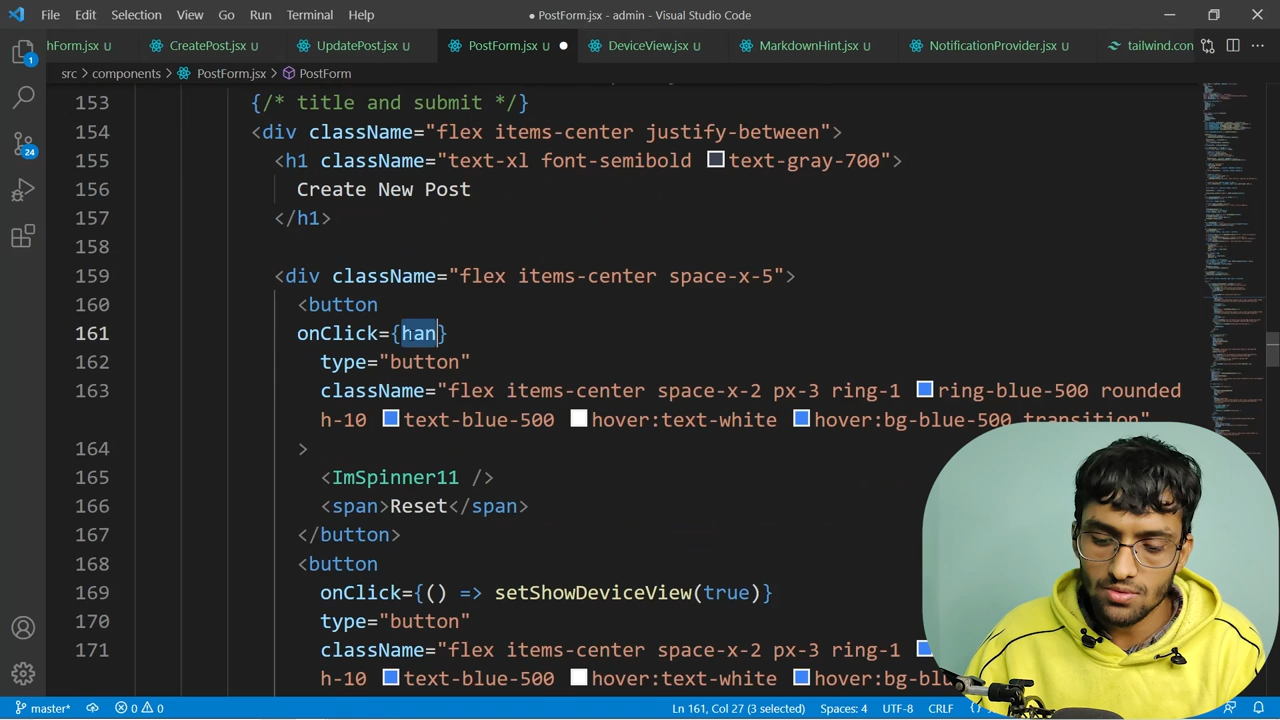 File Edit Selection View Go Run Terminal Help
● PostForm.jsx - admin - Visual Studio Code
hForm.jsx CreatePost.jsx UpdatePost.jsx PostForm.jsx DeviceView.jsx MarkdownHint.jsx NotificationProvider.jsx tailwind.con
src > components > PostForm.jsx > PostForm
153 {/* title and submit */}
154 <div className="flex items-center justify-between">
155 <h1 className="text-xl font-semibold text-gray-700">
156 Create New Post
157 </h1>
158
159 <div className="flex items-center space-x-5">
160 <button
161 onClick={han}
162 type="button"
163 className="flex items-center space-x-2 px-3 ring-1 ring-blue-500 rounded
h-10 text-blue-500 hover:text-white hover:bg-blue-500 transition"
164 >
165 <ImSpinner11 />
166 <span>Reset</span>
167 </button>
168 <button
169 onClick={() => setShowDeviceView(true)}
170 type="button"
171 className="flex items-center space-x-2 px-3 ring-1
h-10 text-blue-500 hover:text-white hover:bg-bl
1
24
master* 0 0 Ln 161, Col 27 (3 selected) Spaces: 4 UTF-8 CRLF